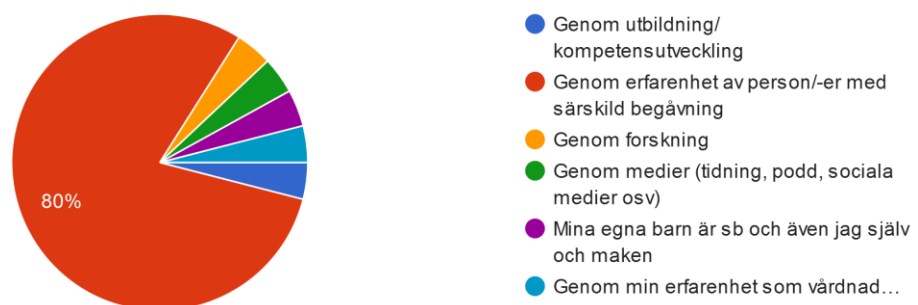 80%
Genom utbildning/
kompetensutveckling
Genom erfarenhet av person/-er med
särskild begåvning
Genom forskning
Genom medier (tidning, podd, sociala
medier osv)
Mina egna barn är sb och även jag själv
och maken
Genom min erfarenhet som vårdnad…